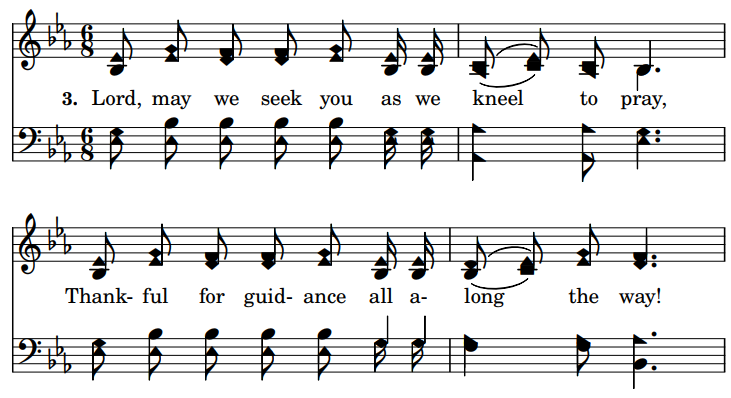 3. Lord, may we seek you as we kneel to pray,
Thank- ful for guid- ance all a- long the way!